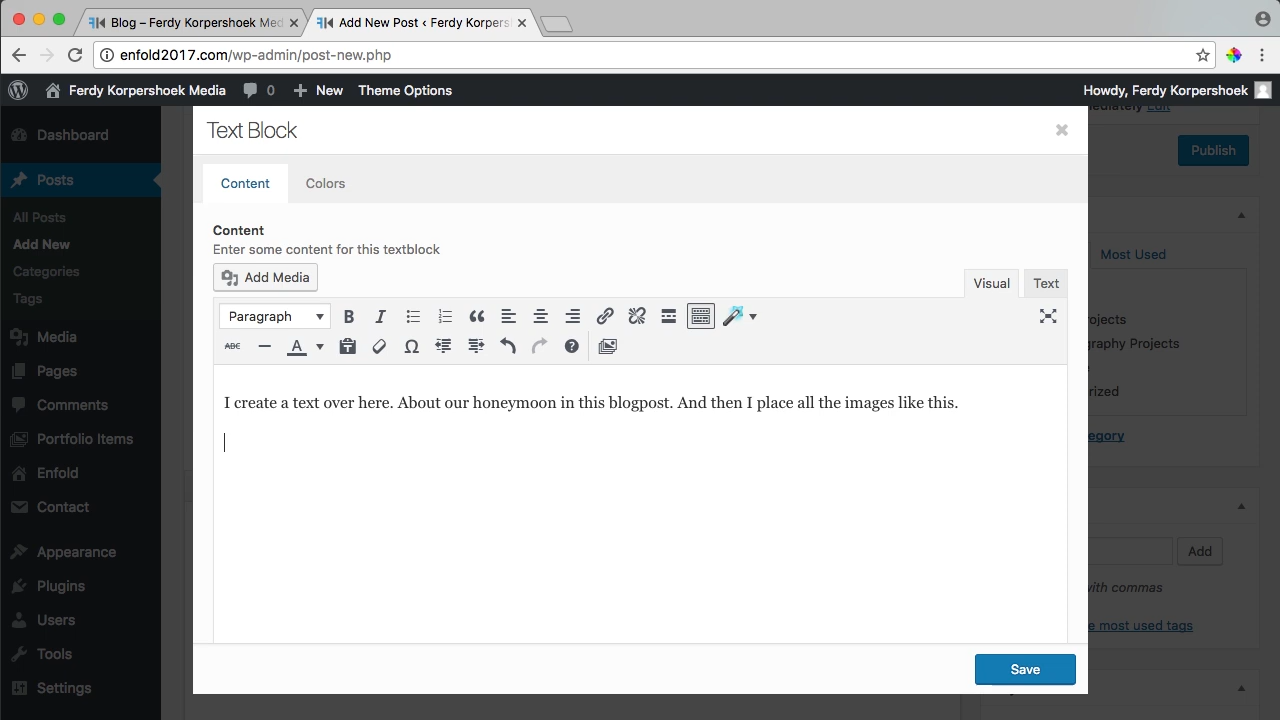 Blog – Ferdy Korpershoek Med
Add New Post ‹ Ferdy Korpers
enfold2017.com/wp-admin/post-new.php
Ferdy Korpershoek Media
0
New
Theme Options
Howdy, Ferdy Korpershoek
Dashboard
Posts
All Posts
Add New
Categories
Tags
Media
Pages
Comments
Portfolio Items
Enfold
Contact
Appearance
Plugins
Users
Tools
Settings
Text Block
Content
Colors
Content
Enter some content for this textblock
Add Media
Visual
Text
Paragraph
B
I
ABC
A
I create a text over here. About our honeymoon in this blogpost. And then I place all the images like this.
Save
Edit
Publish
Most Used
ojects
graphy Projects
rized
egory
Add
with commas
e most used tags